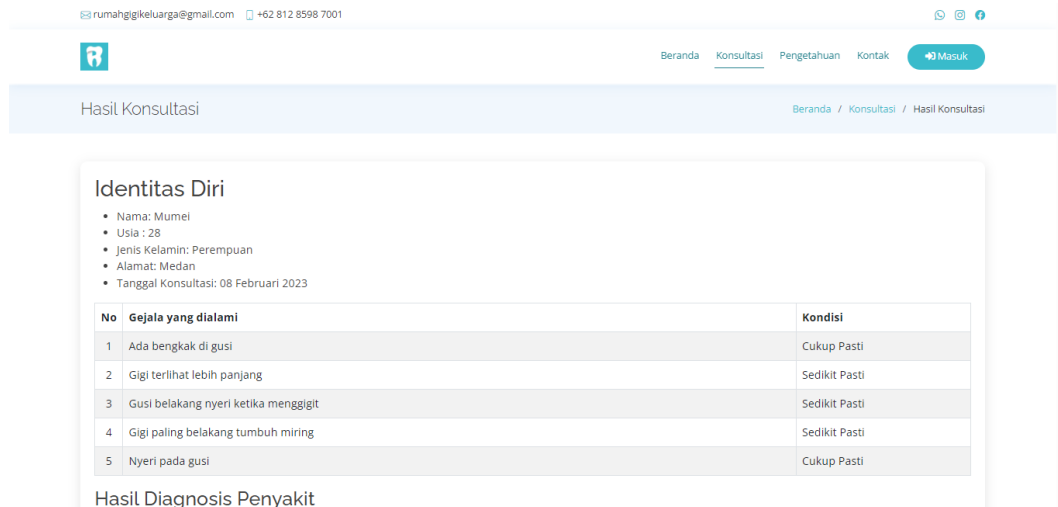 rumahgigikeluarga@gmail.com +62 812 8598 7001
Beranda Konsultasi Pengetahuan Kontak Masuk
Hasil Konsultasi
Beranda / Konsultasi / Hasil Konsultasi
Identitas Diri
Nama: Mumei
Usia : 28
Jenis Kelamin: Perempuan
Alamat: Medan
Tanggal Konsultasi: 08 Februari 2023
No Gejala yang dialami Kondisi
1 Ada bengkak di gusi Cukup Pasti
2 Gigi terlihat lebih panjang Sedikit Pasti
3 Gusi belakang nyeri ketika menggigit Sedikit Pasti
4 Gigi paling belakang tumbuh miring Sedikit Pasti
5 Nyeri pada gusi Cukup Pasti
Hasil Diagnosis Penyakit